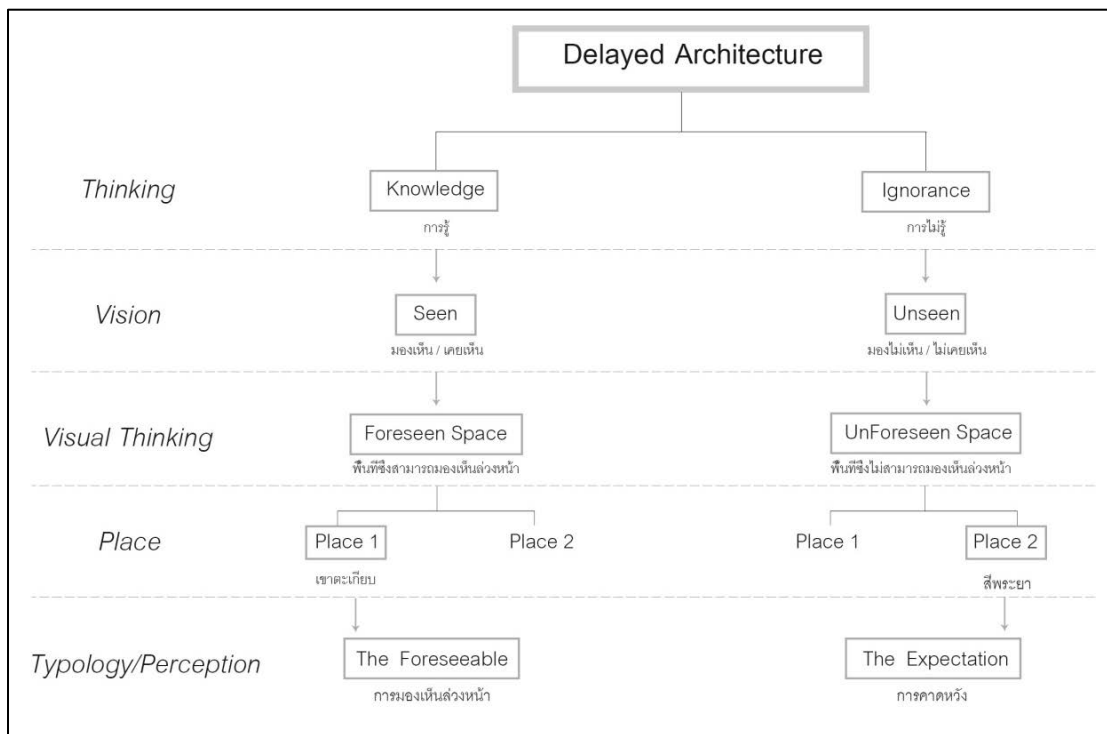 Delayed Architecture
Thinking
Knowledge
Ignorance
การรู้
การไม่รู้
Vision
Seen
Unseen
มองเห็น / เคยเห็น
มองไม่เห็น / ไม่เคยเห็น
Visual Thinking
Foreseen Space
UnForeseen Space
พื้นที่ซึ่งสามารถมองเห็นล่วงหน้า
พื้นที่ซึ่งไม่สามารถมองเห็นล่วงหน้า
Place
Place 1
Place 2
Place 1
Place 2
เขาตะเกียบ
สี่พระยา
Typology/Perception
The Foreseeable
The Expectation
การมองเห็นล่วงหน้า
การคาดหวัง